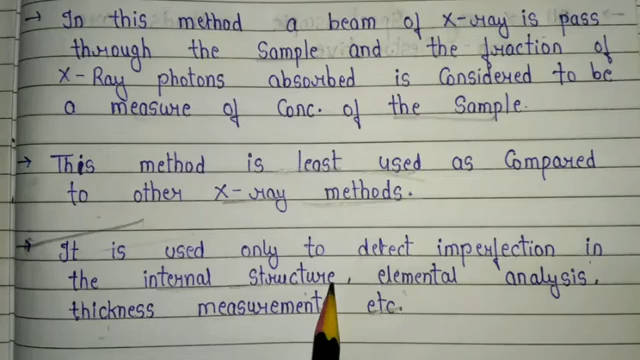 → In this method a beam of X-ray is pass
through the Sample and the fraction of
X-Ray photons absorbed is Considered to be
a measure of Conc. of the Sample.
→ This method is least used as Compared
to other X-ray methods.
→ It is used only to detect imperfection in
the internal structure, elemental analysis,
thickness measurement etc.